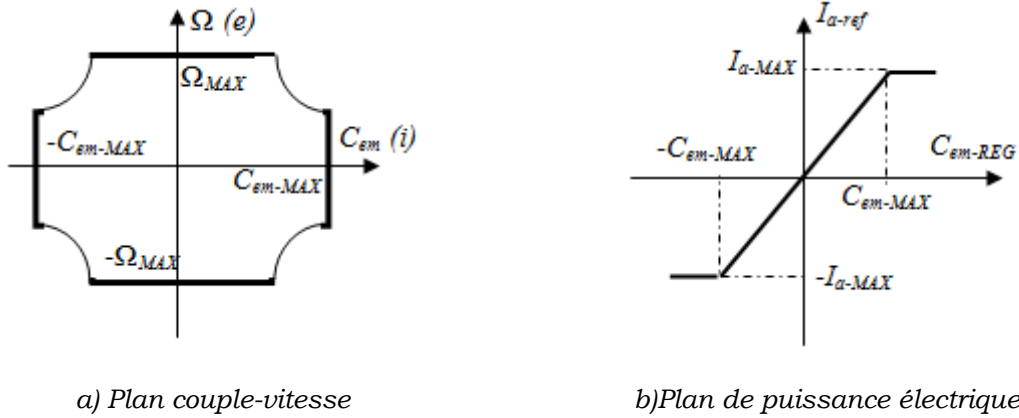 Ω (e)
Ω_MAX
-C_em-MAX
C_em (i)
C_em-MAX
-Ω_MAX
a) Plan couple-vitesse
I_a-ref
I_a-MAX
-C_em-MAX
C_em-REG
C_em-MAX
-I_a-MAX
b)Plan de puissance électrique